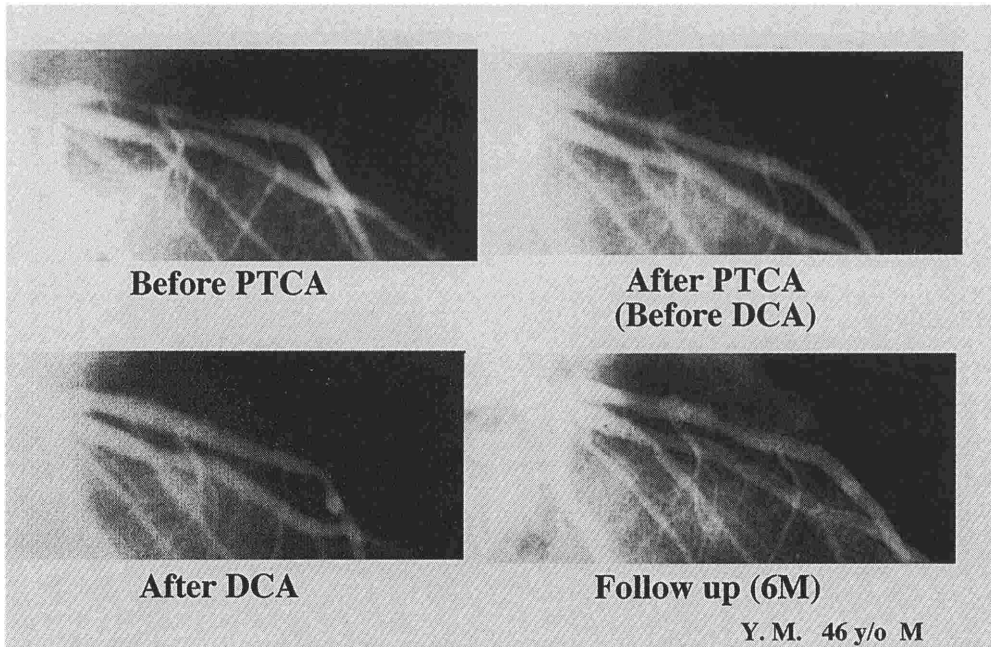 Before PTCA
After PTCA
(Before DCA)
After DCA
Follow up (6M)
Y. M. 46 y/o M